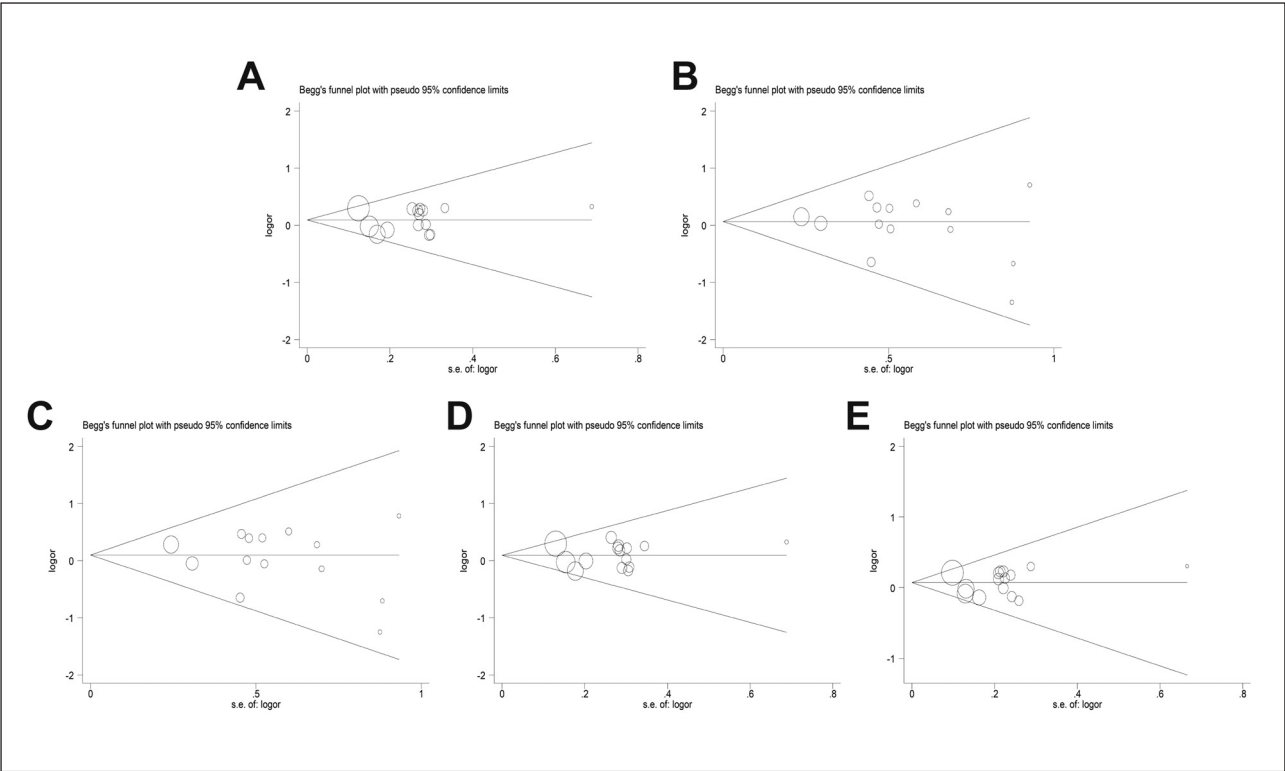 A
Begg's funnel plot with pseudo 95% confidence limits
2
1
0
-1
-2
logor
0 .2 .4 .6 .8
s.e. of: logor
B
Begg's funnel plot with pseudo 95% confidence limits
2
1
0
-1
-2
logor
0 .5 1
s.e. of: logor
C
Begg's funnel plot with pseudo 95% confidence limits
2
1
0
-1
-2
logor
0 .5 1
s.e. of: logor
D
Begg's funnel plot with pseudo 95% confidence limits
2
1
0
-1
-2
logor
0 .2 .4 .6 .8
s.e. of: logor
E
Begg's funnel plot with pseudo 95% confidence limits
2
1
0
-1
logor
0 .2 .4 .6 .8
s.e. of: logor